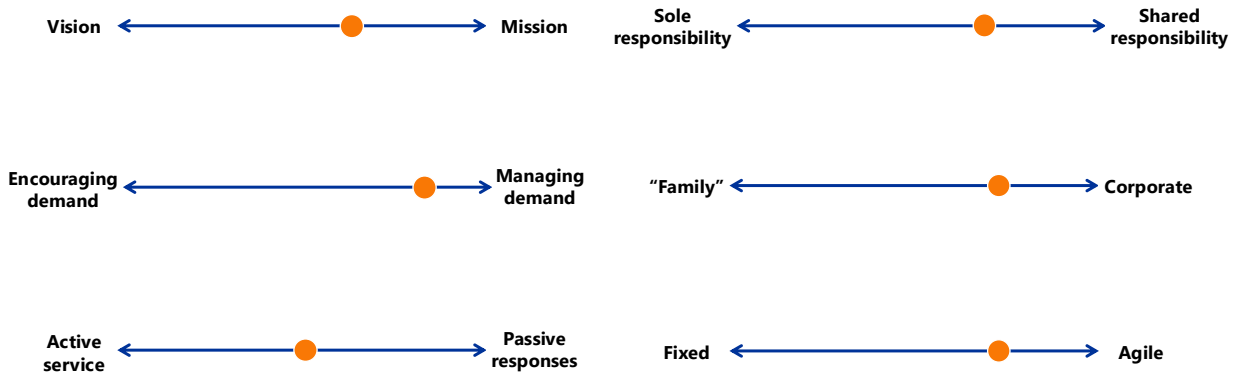 Vision
Mission
Sole
responsibility
Shared
responsibility
Encouraging
demand
Managing
demand
“Family”
Corporate
Active
service
Passive
responses
Fixed
Agile